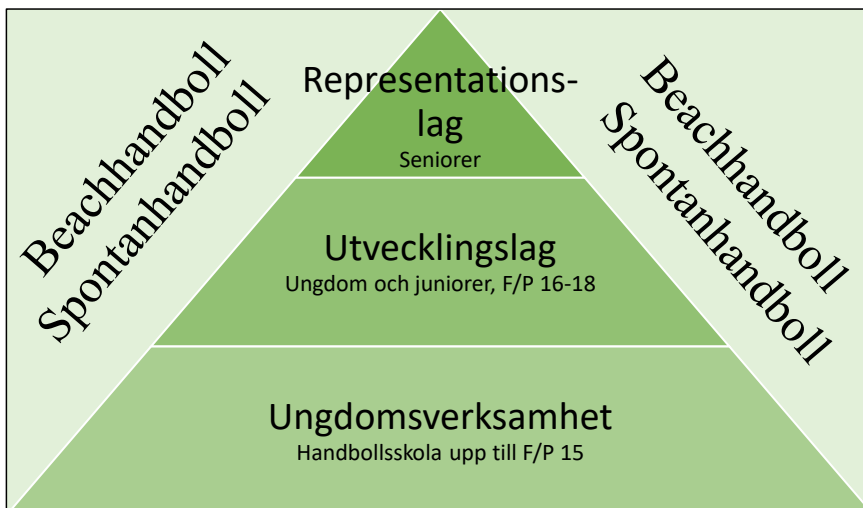 Beachhandboll
Spontanhandboll
Representations-
lag
Seniorer
Utvecklingslag
Ungdom och juniorer, F/P 16-18
Ungdomsverksamhet
Handbollsskola upp till F/P 15
Beachhandboll
Spontanhandboll